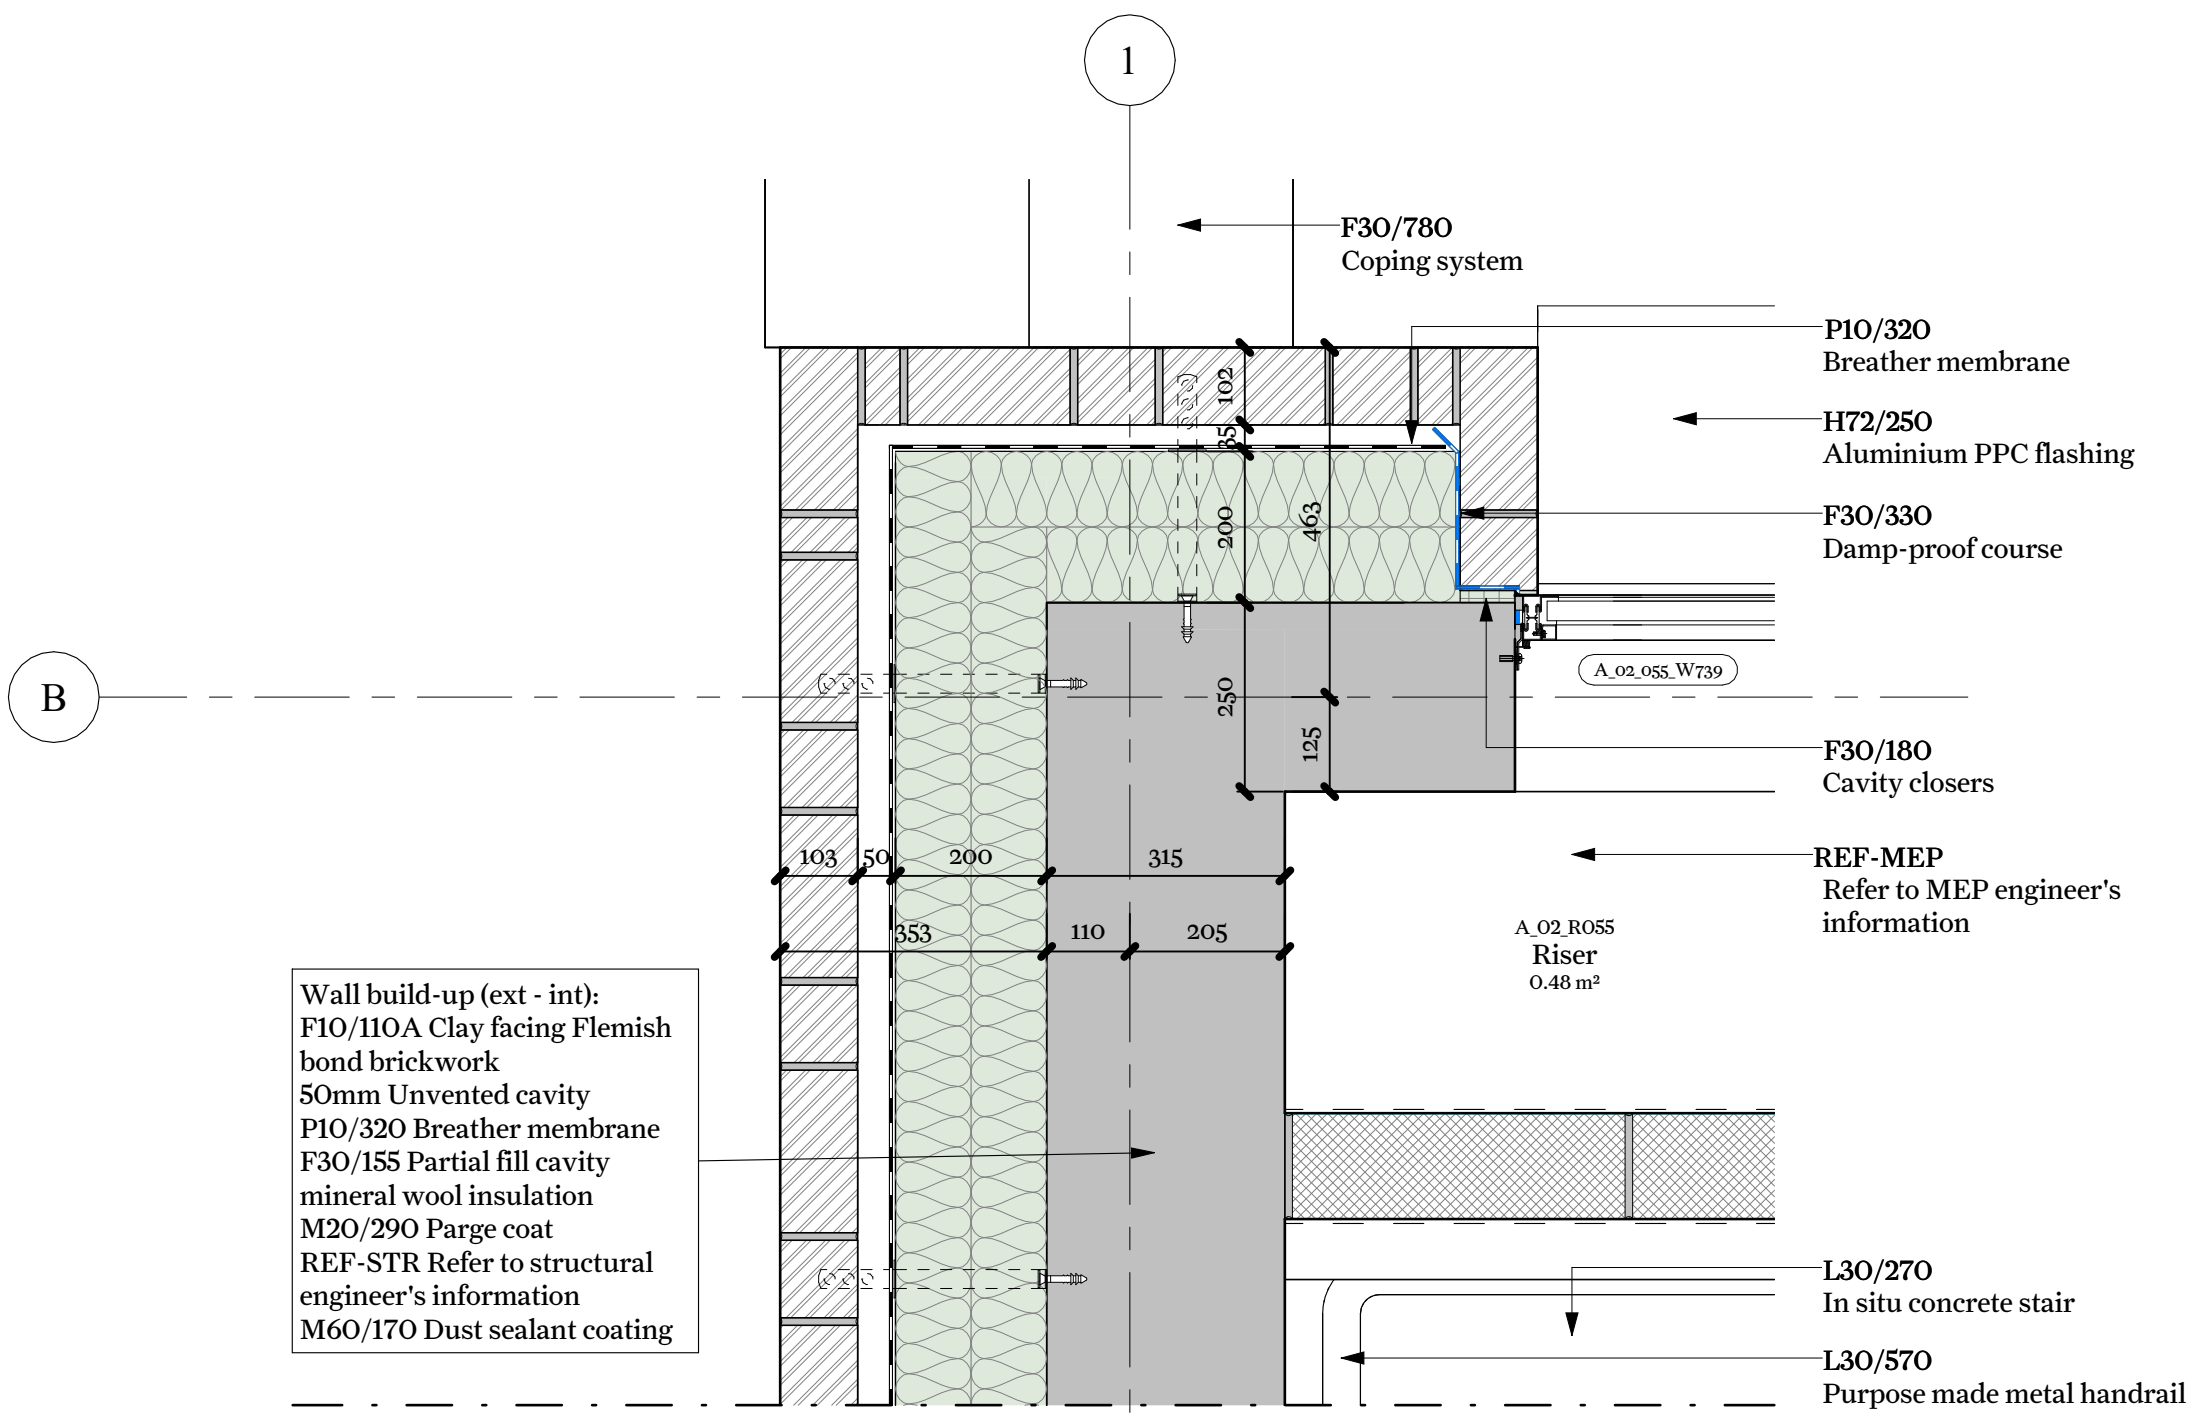 1
F30/780
Coping system
P10/320
Breather membrane
H72/250
Aluminium PPC flashing
F30/330
Damp-proof course
102
35
200
463
250
125
A_02_055_W739
B
F30/180
Cavity closers
103
50
200
315
REF-MEP
Refer to MEP engineer's
information
353
110
205
A_02_R055
Riser
0.48 m²
Wall build-up (ext - int):
F10/110A Clay facing Flemish
bond brickwork
50mm Unvented cavity
P10/320 Breather membrane
F30/155 Partial fill cavity
mineral wool insulation
M20/290 Parge coat
REF-STR Refer to structural
engineer's information
M60/170 Dust sealant coating
L30/270
In situ concrete stair
L30/570
Purpose made metal handrail